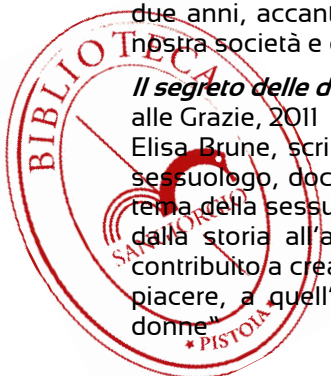 due anni, accant
nostra società e
Il segreto delle d
alle Grazie, 2011
Elisa Brune, scri
sessuologo, doc
tema della sessu
dalla storia all'a
contribuito a crea
piacere, a quell'
donne"
BIBLIOTECA
SAN GIORGIO
* PISTOIA *